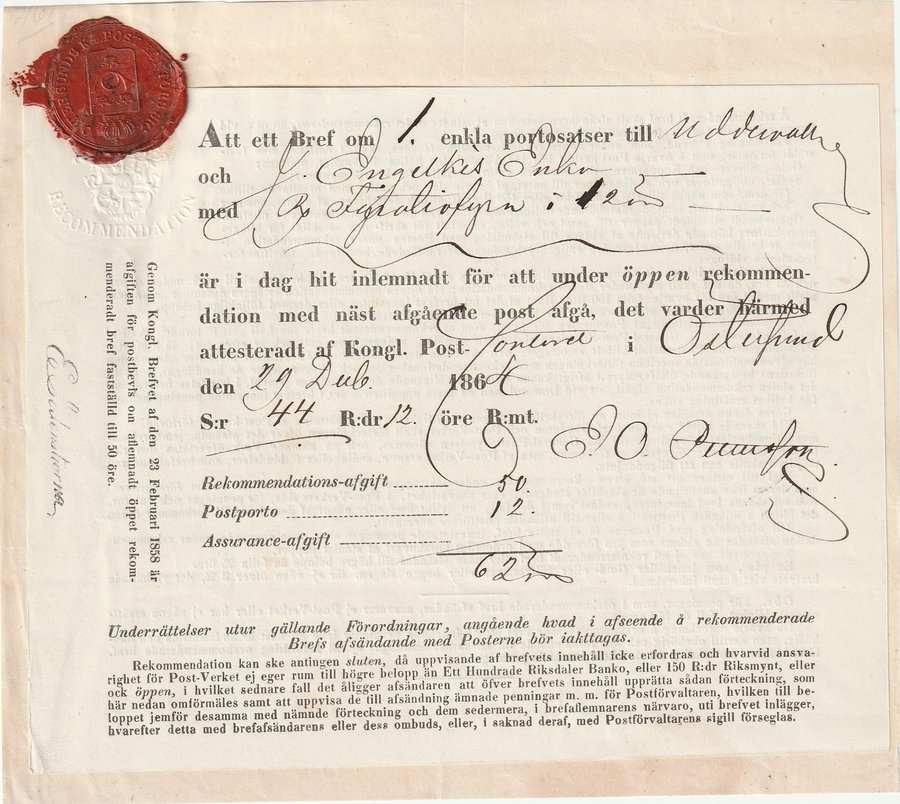 RECOMMENDATION
Att ett Bref om 1. enkla portosatser till Uddevalla
och J. Engelkes Enka
med Fyratiofyra i 12 öre
är i dag hit inlemnadt för att under öppen rekommen-
dation med näst afgående post afgå, det varder härmed
attesteradt af Kongl. Post-Contoret i Östersund
den 29 Decb. 1864
S:r 44 R:dr 12. öre R:mt.
P. O.
Rekommendations-afgift 50.
Postporto 12.
Assurance-afgift
62 öre
Genom Kongl. Brefvet af den 23 Februari 1858 är
afgiften för postbevis om aflemnadt öppet rekom-
menderadt bref fastställd till 50 öre.
Underrättelser utur gällande Förordningar, angående hvad i afseende å rekommenderade
Brefs afsändande med Posterne bör iakttagas.
Rekommendation kan ske antingen sluten, då uppvisande af brefvets innehåll icke erfordras och hvarvid ansva-
righet för Post-Verket ej eger rum till högre belopp än Ett Hundrade Riksdaler Banko, eller 150 R:dr Riksmynt, eller
ock öppen, i hvilket sednare fall det åligger afsändaren att öfver brefvets innehåll upprätta sådan förteckning, som
här nedan omförmäles samt att uppvisa de till afsändning ämnade penningar m. m. för Postförvaltaren, hvilken till be-
loppet jemför desamma med nämnde förteckning och dem sedermera, i brefaflemnarens närvaro, uti brefvet inlägger,
hvarefter detta med brefafsändarens eller dess ombuds, eller, i saknad deraf, med Postförvaltarens sigill förseglas.